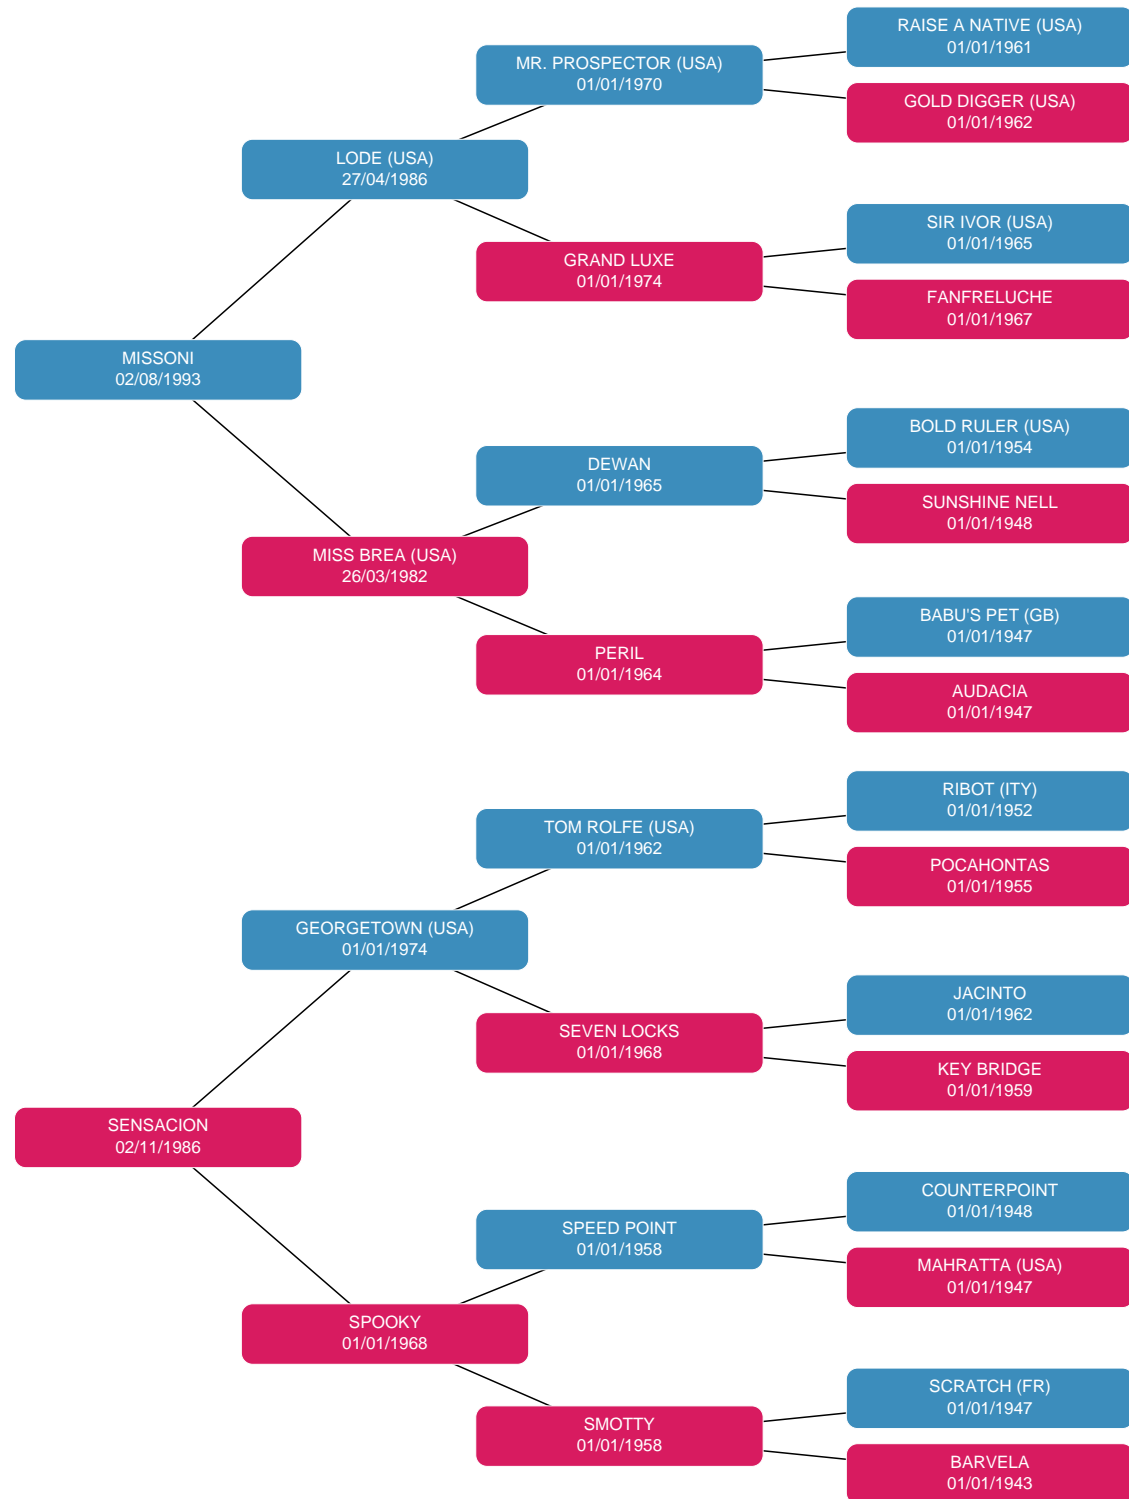 RAISE A NATIVE (USA)
01/01/1961
MR. PROSPECTOR (USA)
01/01/1970
GOLD DIGGER (USA)
01/01/1962
LODE (USA)
27/04/1986
SIR IVOR (USA)
01/01/1965
GRAND LUXE
01/01/1974
FANFRELUCHE
01/01/1967
MISSONI
02/08/1993
BOLD RULER (USA)
01/01/1954
DEWAN
01/01/1965
SUNSHINE NELL
01/01/1948
MISS BREA (USA)
26/03/1982
BABU'S PET (GB)
01/01/1947
PERIL
01/01/1964
AUDACIA
01/01/1947
RIBOT (ITY)
01/01/1952
TOM ROLFE (USA)
01/01/1962
POCAHONTAS
01/01/1955
GEORGETOWN (USA)
01/01/1974
JACINTO
01/01/1962
SEVEN LOCKS
01/01/1968
KEY BRIDGE
01/01/1959
SENSACION
02/11/1986
COUNTERPOINT
01/01/1948
SPEED POINT
01/01/1958
MAHRATTA (USA)
01/01/1947
SPOOKY
01/01/1968
SCRATCH (FR)
01/01/1947
SMOTTY
01/01/1958
BARVELA
01/01/1943